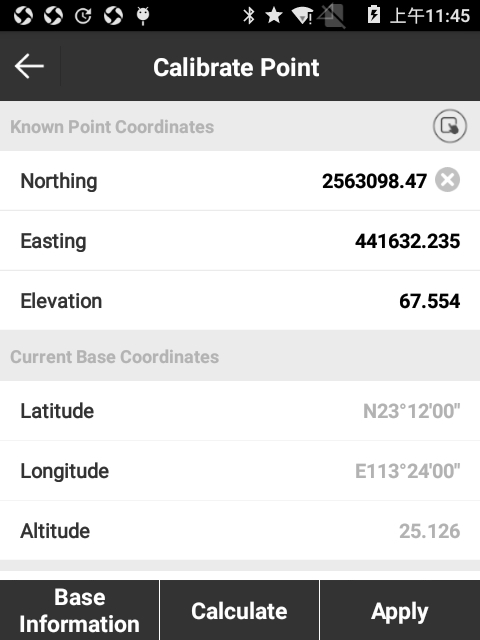 上午11:45
Calibrate Point
Known Point Coordinates
Northing 2563098.47
Easting 441632.235
Elevation 67.554
Current Base Coordinates
Latitude N23°12'00"
Longitude E113°24'00"
Altitude 25.126
Base Information
Calculate
Apply